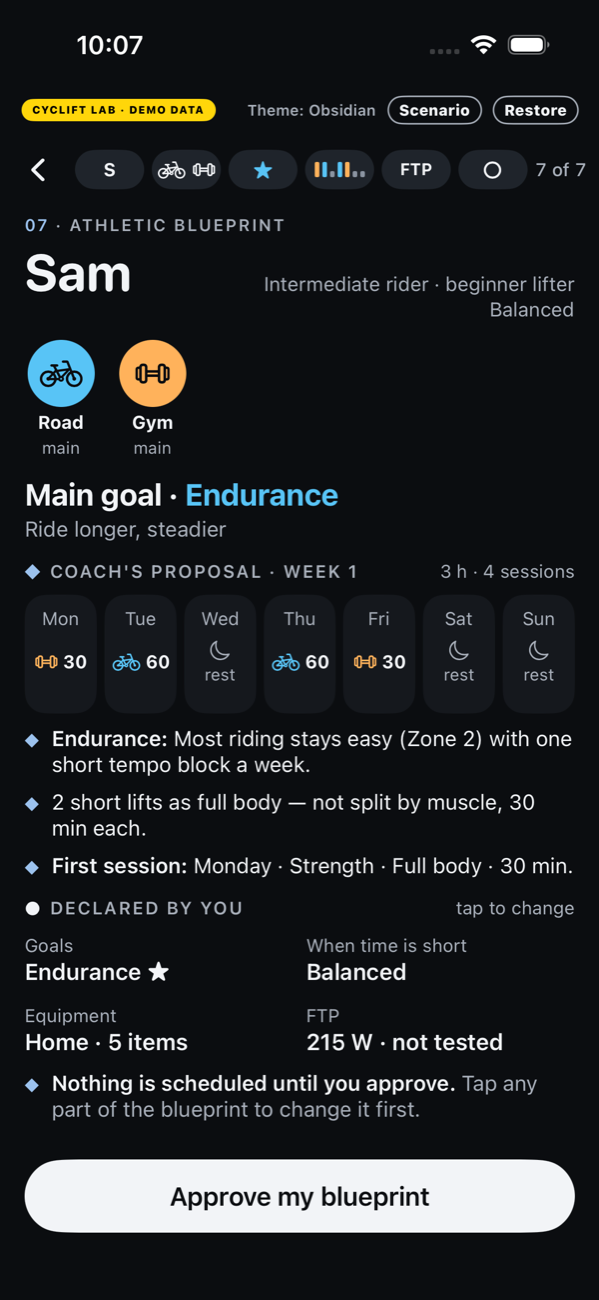 10:07
CYCLIFT LAB · DEMO DATA
Theme: Obsidian
Scenario
Restore
S
FTP
7 of 7
07 · ATHLETIC BLUEPRINT
Sam
Intermediate rider · beginner lifter
Balanced
Road
main
Gym
main
Main goal · Endurance
Ride longer, steadier
COACH'S PROPOSAL · WEEK 1
3 h · 4 sessions
Mon
30
Tue
60
Wed
rest
Thu
60
Fri
30
Sat
rest
Sun
rest
Endurance: Most riding stays easy (Zone 2) with one
short tempo block a week.
2 short lifts as full body — not split by muscle, 30
min each.
First session: Monday · Strength · Full body · 30 min.
DECLARED BY YOU
tap to change
Goals
Endurance ★
When time is short
Balanced
Equipment
Home · 5 items
FTP
215 W · not tested
Nothing is scheduled until you approve. Tap any
part of the blueprint to change it first.
Approve my blueprint